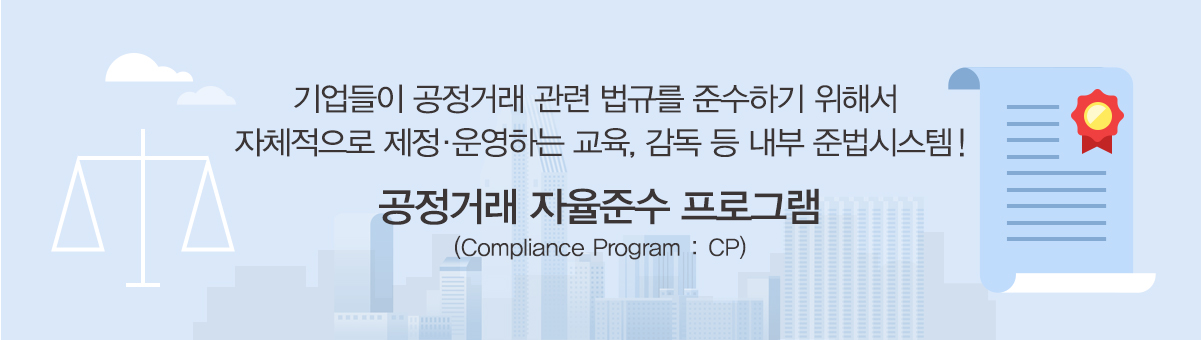 기업들이 공정거래 관련 법규를 준수하기 위해서
자체적으로 제정·운영하는 교육, 감독 등 내부 준법시스템!
공정거래 자율준수 프로그램
(Compliance Program : CP)